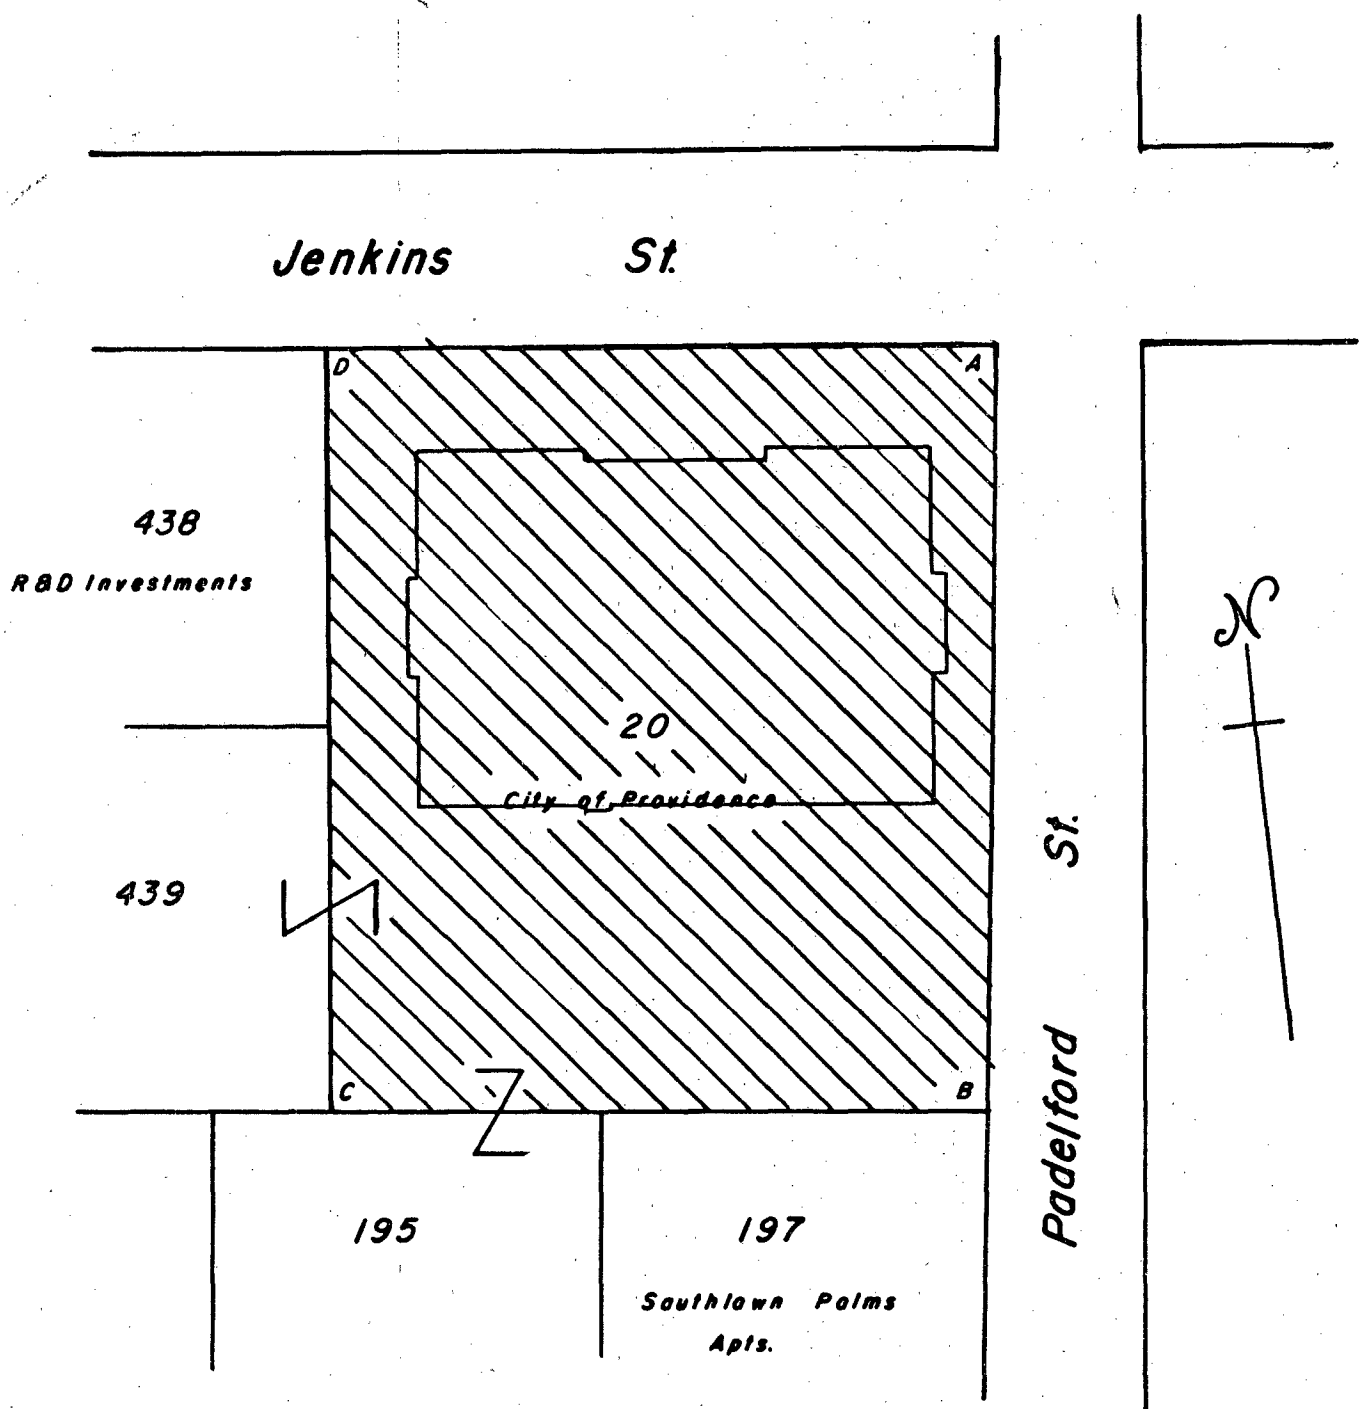 Jenkins St.
D
A
438
R&D Investments
N
20
City of Providence
St.
439
Padelford
C
B
195
197
Southlawn Palms
Apts.